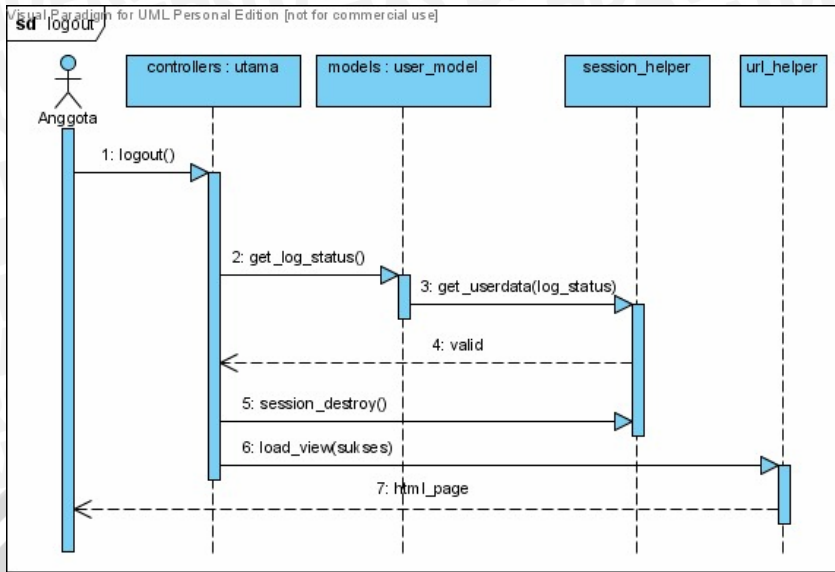 Visual Paradigm for UML Personal Edition [not for commercial use]
sd logout
controllers : utama
models : user_model
session_helper
url_helper
Anggota
1: logout()
2: get_log_status()
3: get_userdata(log_status)
4: valid
5: session_destroy()
6: load_view(sukses)
7: html_page